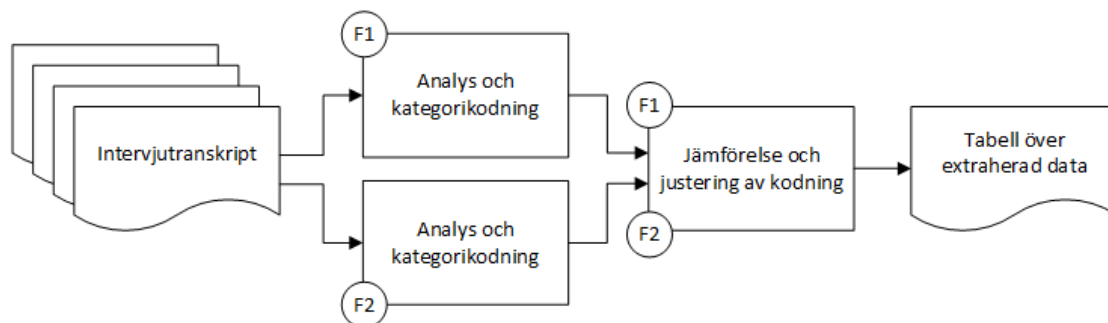 Intervjutranskript
F1
Analys och
kategorikodning
Analys och
kategorikodning
F2
F1
Jämförelse och
justering av kodning
F2
Tabell över
extraherad data